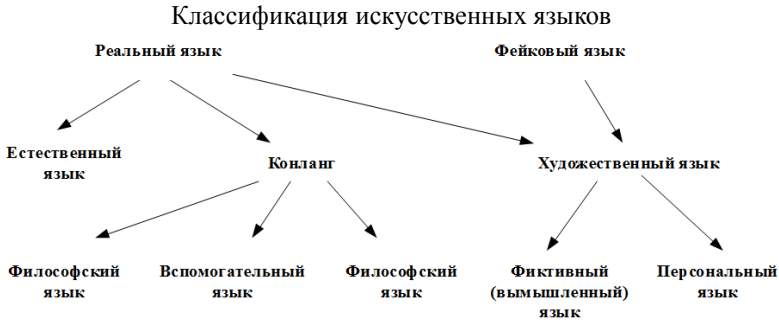 Классификация искусственных языков
Реальный язык
Фейковый язык
Естественный
язык
Конланг
Художественный язык
Философский
язык
Вспомогательный
язык
Философский
язык
Фиктивный
(вымышленный)
язык
Персональный
язык